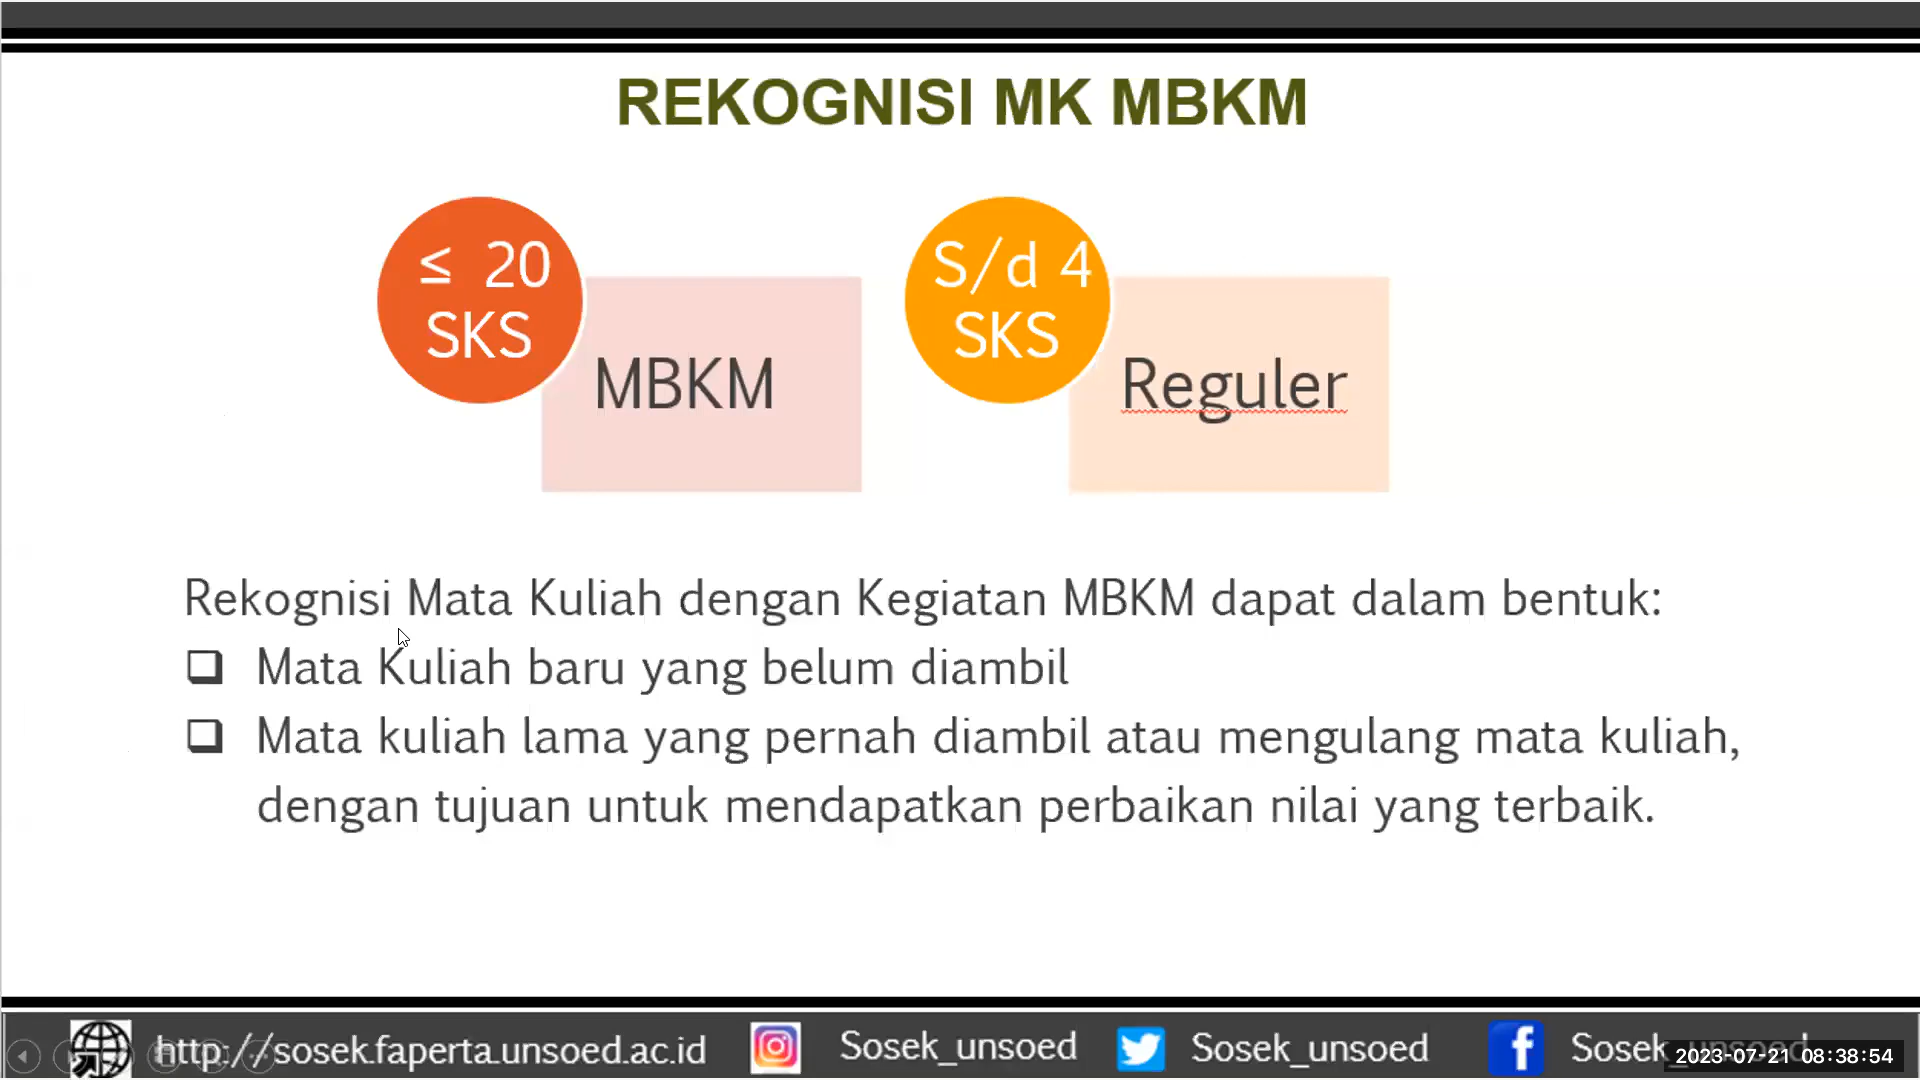 REKOGNISI MK MBKM
≤ 20
SKS
MBKM
S/d 4
SKS
Reguler
Rekognisi Mata Kuliah dengan Kegiatan MBKM dapat dalam bentuk:
❑ Mata Kuliah baru yang belum diambil
❑ Mata kuliah lama yang pernah diambil atau mengulang mata kuliah,
dengan tujuan untuk mendapatkan perbaikan nilai yang terbaik.
http://sosek.faperta.unsoed.ac.id
Sosek_unsoed
Sosek_unsoed
Sosek_unsoed
2023-07-21 08:38:54